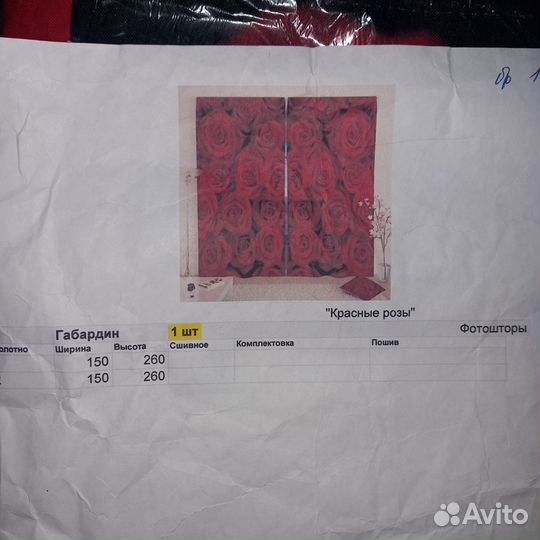 "Красные розы"
Габардин 1 шт Фотошторы
Ширина Высота Сшивное Комплектовка Пошив
150 260
150 260
Avito